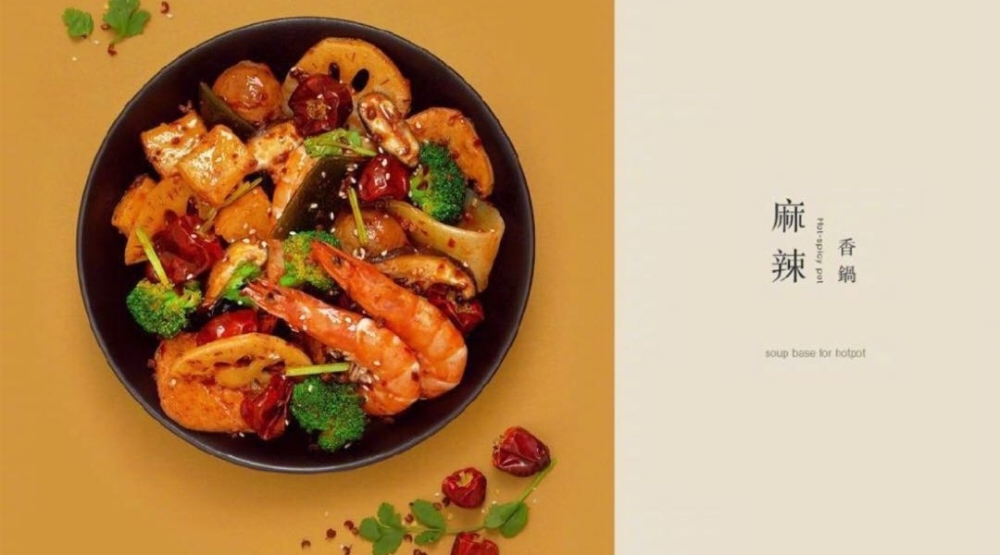 麻辣
Hot-spicy pot
香鍋
soup base for hotpot